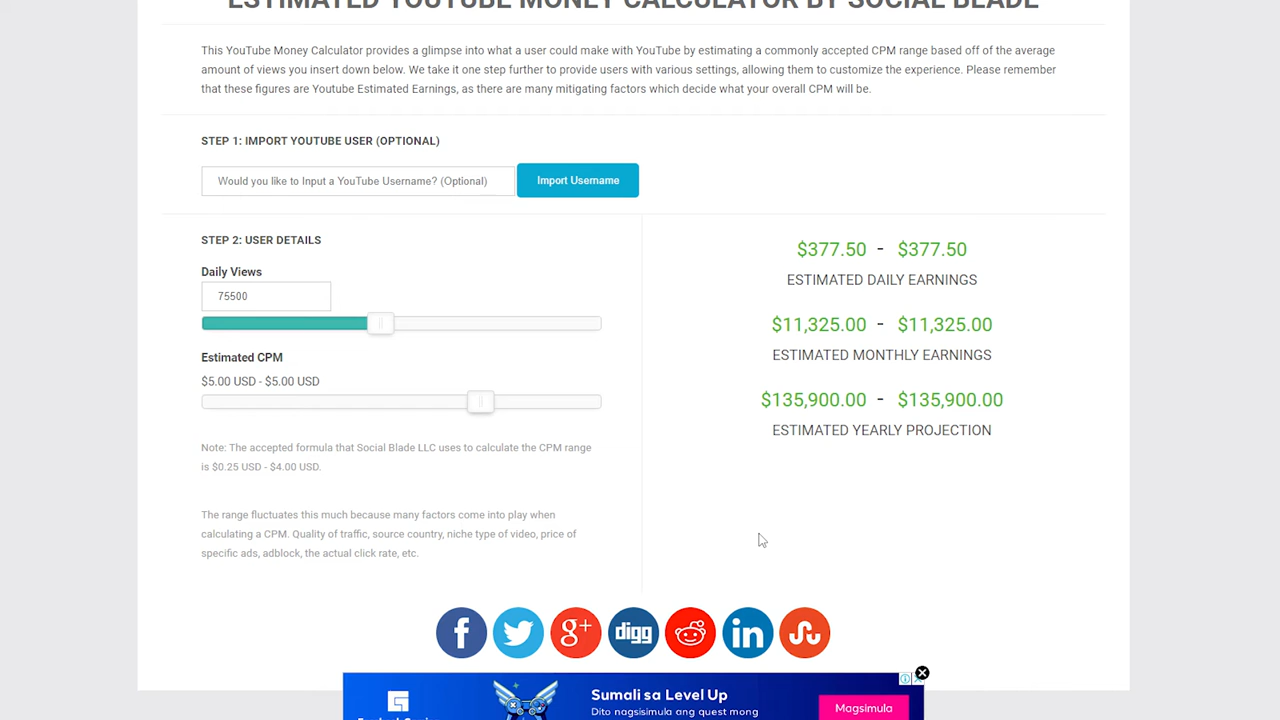 ESTIMATED YOUTUBE MONEY CALCULATOR BY SOCIAL BLADE
This YouTube Money Calculator provides a glimpse into what a user could make with YouTube by estimating a commonly accepted CPM range based off of the average
amount of views you insert down below. We take it one step further to provide users with various settings, allowing them to customize the experience. Please remember
that these figures are Youtube Estimated Earnings, as there are many mitigating factors which decide what your overall CPM will be.
STEP 1: IMPORT YOUTUBE USER (OPTIONAL)
Would you like to Input a YouTube Username? (Optional)
Import Username
STEP 2: USER DETAILS
Daily Views
75500
Estimated CPM
$5.00 USD - $5.00 USD
Note: The accepted formula that Social Blade LLC uses to calculate the CPM range
is $0.25 USD - $4.00 USD.
The range fluctuates this much because many factors come into play when
calculating a CPM. Quality of traffic, source country, niche type of video, price of
specific ads, adblock, the actual click rate, etc.
$377.50 - $377.50
ESTIMATED DAILY EARNINGS
$11,325.00 - $11,325.00
ESTIMATED MONTHLY EARNINGS
$135,900.00 - $135,900.00
ESTIMATED YEARLY PROJECTION
f
g+
digg
in
Sumali sa Level Up
Dito nagsisimula ang quest mong
Magsimula